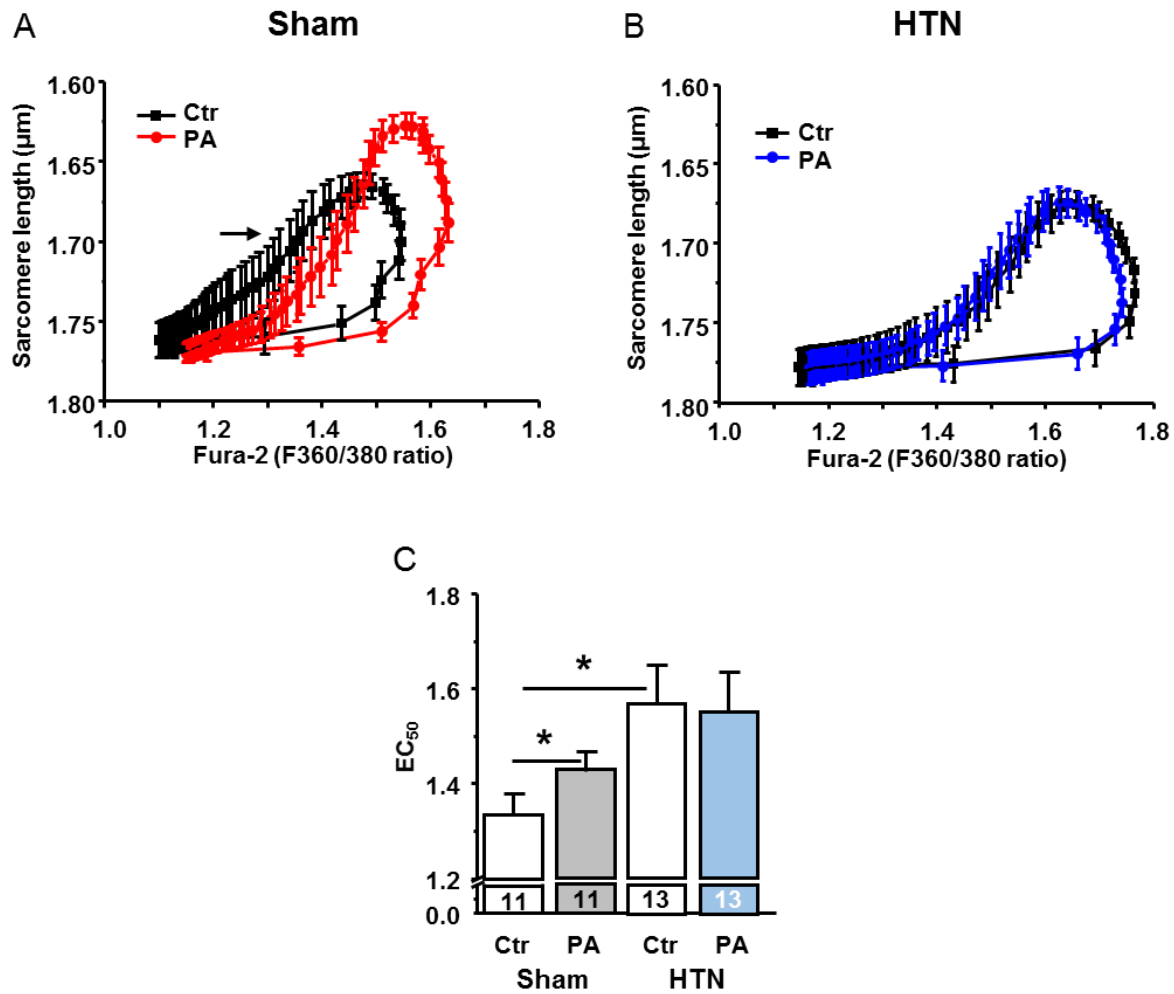 A Sham
B HTN
1.60
1.65
1.70
1.75
1.80
Sarcomere length (µm)
Ctr
PA
1.0 1.2 1.4 1.6 1.8
Fura-2 (F360/380 ratio)
1.60
1.65
1.70
1.75
1.80
Sarcomere length (µm)
Ctr
PA
1.0 1.2 1.4 1.6 1.8
Fura-2 (F360/380 ratio)
C
1.8
1.6
1.4
1.2
0.0
EC50
*
*
11 11 13 13
Ctr PA Ctr PA
Sham HTN